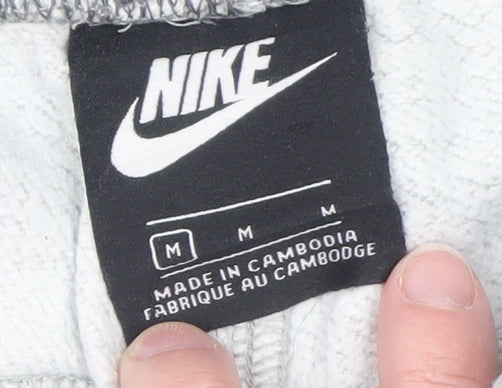 NIKE
M M M
MADE IN CAMBODIA
FABRIQUE AU CAMBODGE